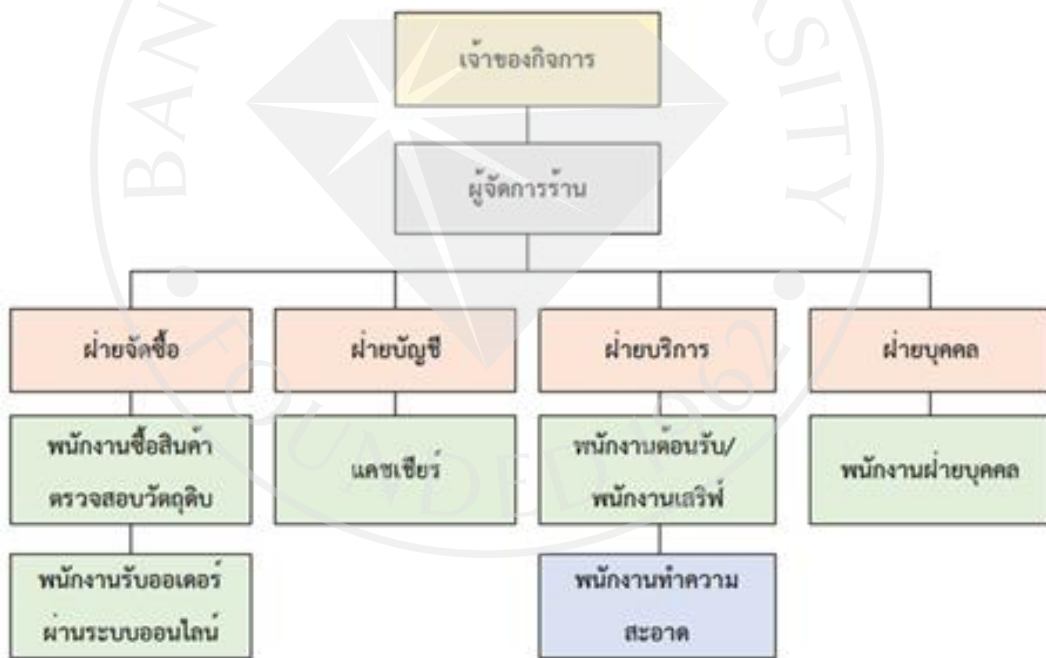 เจ้าของกิจการ
ผู้จัดการร้าน
ฝ่ายจัดซื้อ
ฝ่ายบัญชี
ฝ่ายบริการ
ฝ่ายบุคคล
พนักงานซื้อสินค้า
ตรวจสอบวัตถุดิบ
แคชเชียร์
พนักงานต้อนรับ/
พนักงานเสริฟ
พนักงานฝ่ายบุคคล
พนักงานรับออเดอร์
ผ่านระบบออนไลน์
พนักงานทำความ
สะอาด
BAN
SITY
FOUNDED 1962